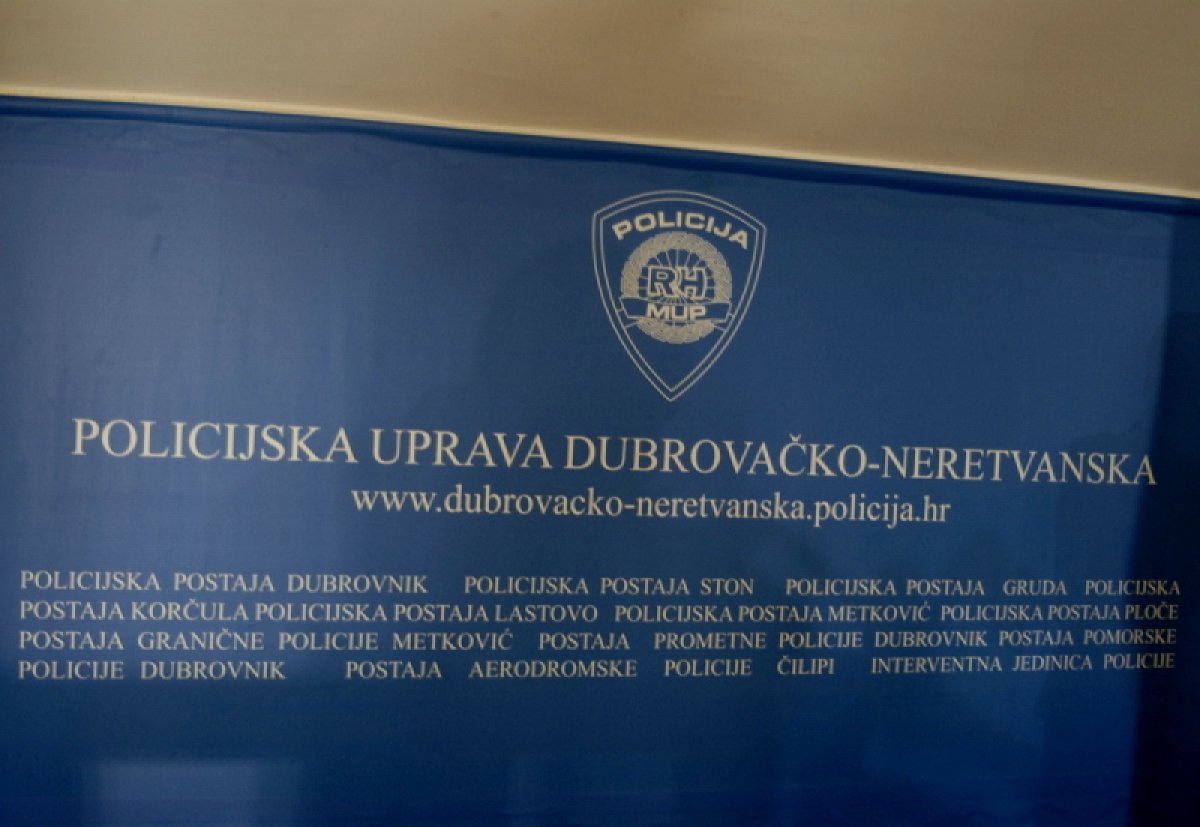 POLICIJA
RH
MUP
POLICIJSKA UPRAVA DUBROVAČKO-NERETVANSKA
www.dubrovacko-neretvanska.policija.hr
POLICIJSKA POSTAJA DUBROVNIK POLICIJSKA POSTAJA STON POLICIJSKA POSTAJA GRUDA POLICIJSKA
POSTAJA KORČULA POLICIJSKA POSTAJA LASTOVO POLICIJSKA POSTAJA METKOVIĆ POLICIJSKA POSTAJA PLOČE
POSTAJA GRANIČNE POLICIJE METKOVIĆ POSTAJA PROMETNE POLICIJE DUBROVNIK POSTAJA POMORSKE
POLICIJE DUBROVNIK POSTAJA AERODROMSKE POLICIJE ČILIPI INTERVENTNA JEDINICA POLICIJE